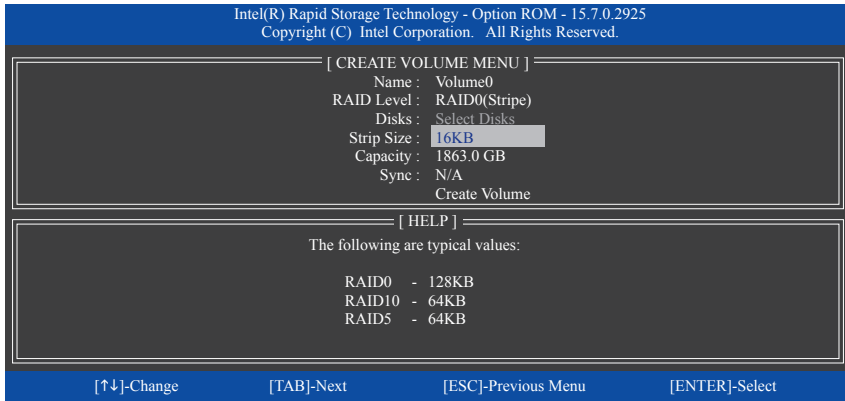 Intel(R) Rapid Storage Technology - Option ROM - 15.7.0.2925
Copyright (C) Intel Corporation. All Rights Reserved.
[ CREATE VOLUME MENU ]
Name : Volume0
RAID Level : RAID0(Stripe)
Disks : Select Disks
Strip Size : 16KB
Capacity : 1863.0 GB
Sync : N/A
Create Volume
[ HELP ]
The following are typical values:
RAID0 - 128KB
RAID10 - 64KB
RAID5 - 64KB
[↑↓]-Change [TAB]-Next [ESC]-Previous Menu [ENTER]-Select